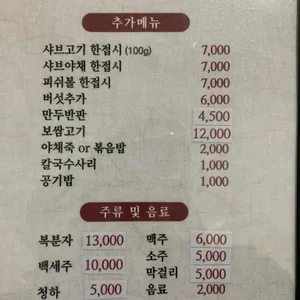 추가메뉴
샤브고기 한접시 (100g) 7,000
샤브야채 한접시 7,000
피쉬볼 한접시 7,000
버섯추가 6,000
만두반판 4,500
보쌈고기 12,000
야채죽 or 볶음밥 2,000
칼국수사리 1,000
공기밥 1,000
주류 및 음료
복분자 13,000 맥주 6,000
백세주 10,000 소주 5,000
막걸리 5,000
청하 5,000 음료 2,000